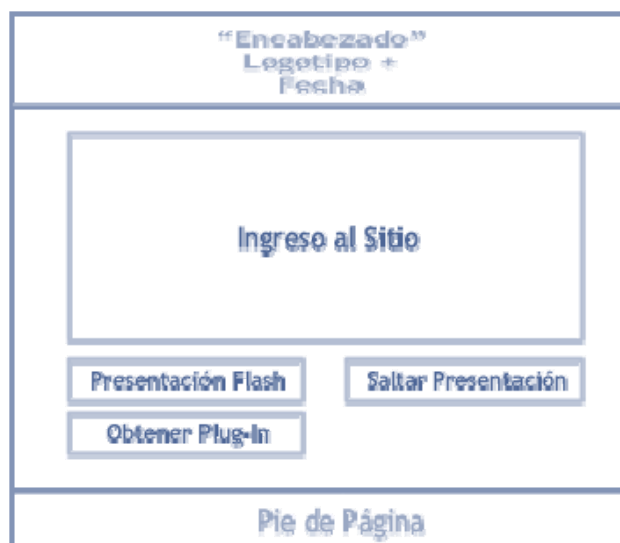 “Encabezado”
Logotipo +
Fecha
Ingreso al Sitio
Presentación Flash
Saltar Presentación
Obtener Plug-In
Pie de Página